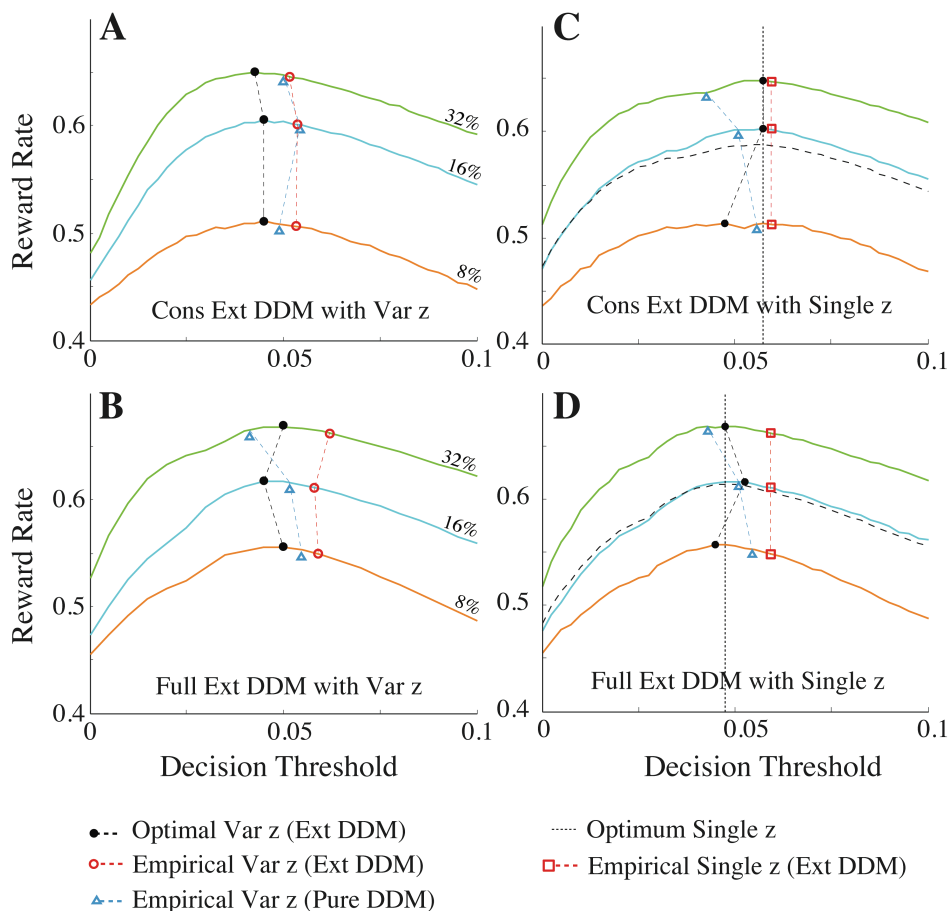 A
Reward Rate
0.6
0.5
0.4
32%
16%
8%
Cons Ext DDM with Var z
0
0.05
0.1
C
0.6
0.5
0.4
Cons Ext DDM with Single z
0
0.05
0.1
B
Reward Rate
0.6
0.5
0.4
32%
16%
8%
Full Ext DDM with Var z
0
0.05
0.1
Decision Threshold
D
0.6
0.5
0.4
Full Ext DDM with Single z
0
0.05
0.1
Decision Threshold
Optimal Var z (Ext DDM)
Empirical Var z (Ext DDM)
Empirical Var z (Pure DDM)
Optimum Single z
Empirical Single z (Ext DDM)